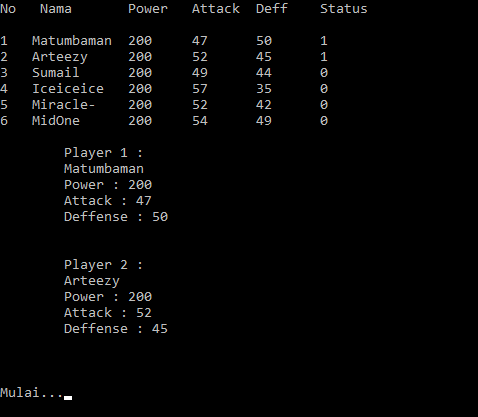 No Nama Power Attack Deff Status
1 Matumbaman 200 47 50 1
2 Arteezy 200 52 45 1
3 Sumail 200 49 44 0
4 Iceiceice 200 57 35 0
5 Miracle- 200 52 42 0
6 MidOne 200 54 49 0
Player 1 :
Matumbaman
Power : 200
Attack : 47
Deffense : 50
Player 2 :
Arteezy
Power : 200
Attack : 52
Deffense : 45
Mulai...